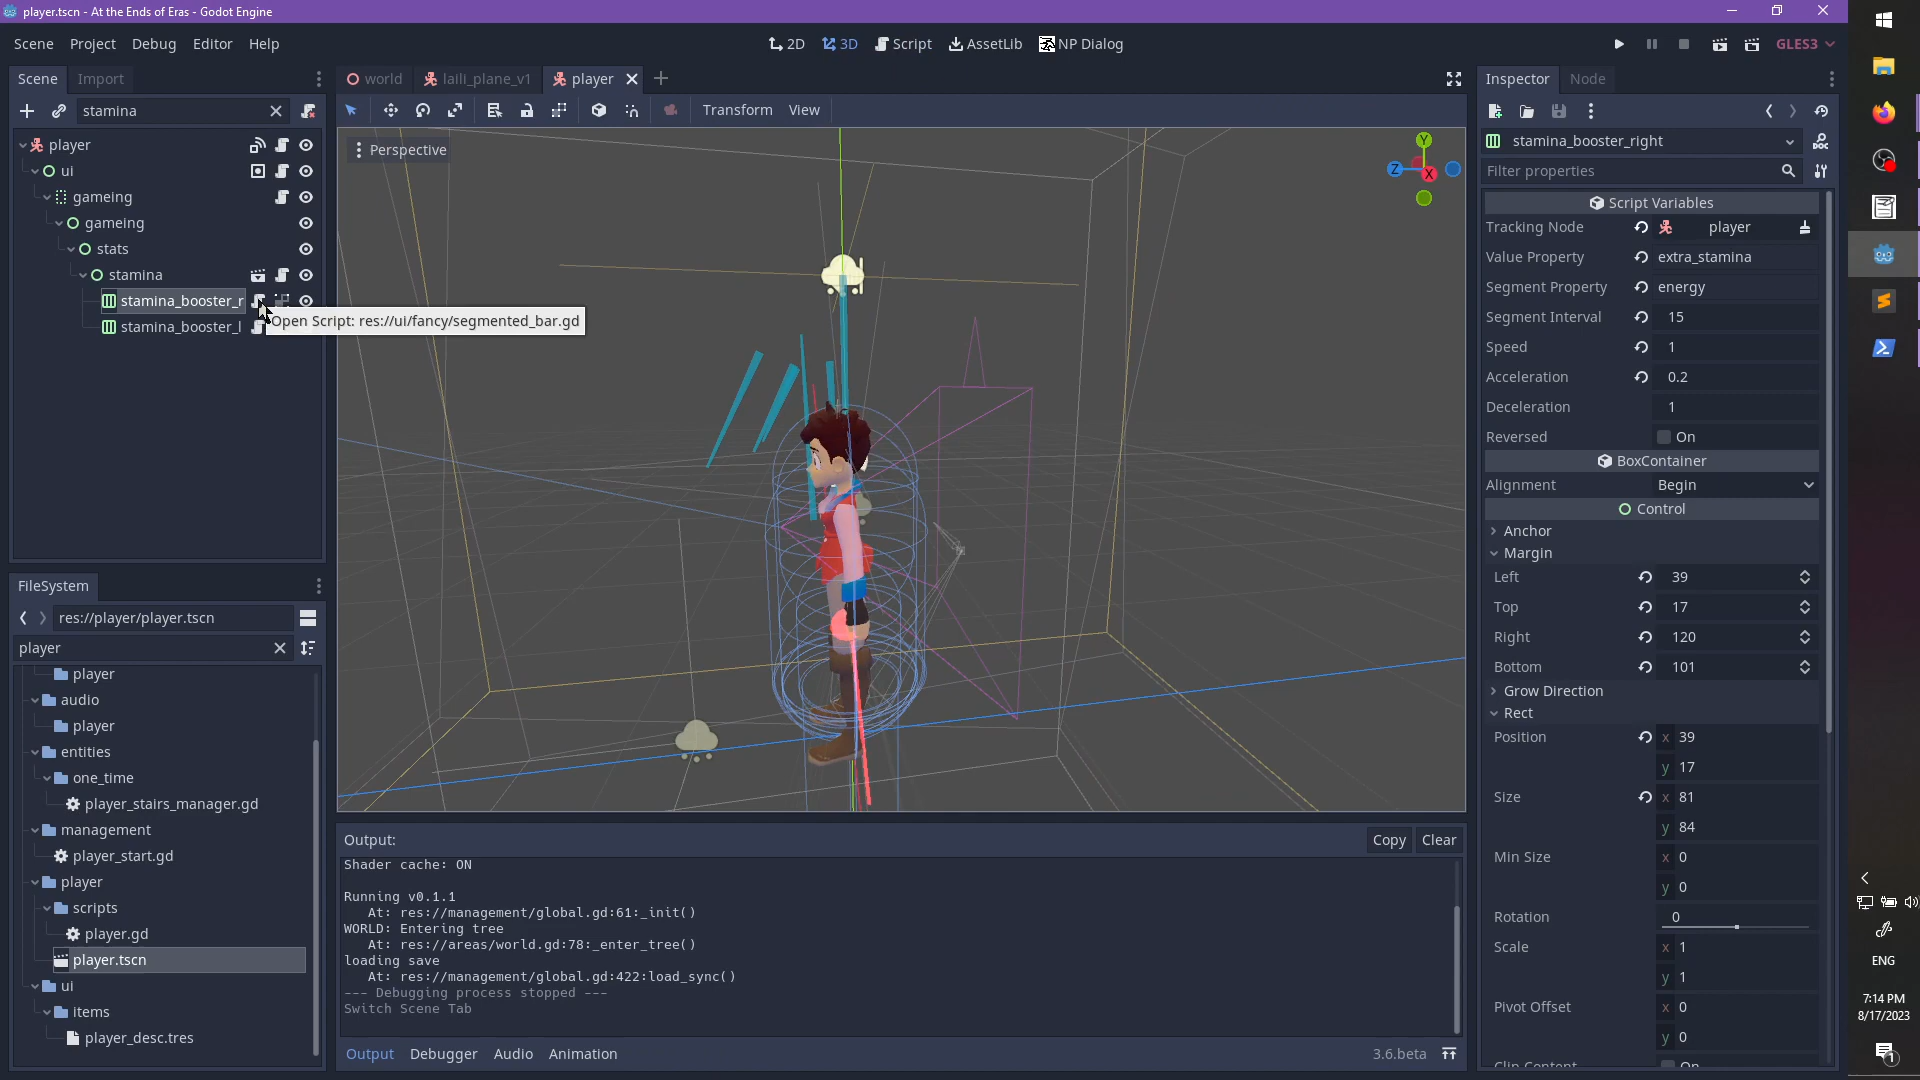 player.tscn - At the Ends of Eras - Godot Engine
Scene Project Debug Editor Help
2D 3D Script AssetLib NP Dialog
GLES3
Scene Import
world laili_plane_v1 player
Inspector Node
stamina
Transform View
Perspective
player
ui
gameing
gameing
stats
stamina
stamina_booster_r
stamina_booster_l
Open Script: res://ui/fancy/segmented_bar.gd
Y
Z
X
stamina_booster_right
Filter properties
Script Variables
Tracking Node player
Value Property extra_stamina
Segment Property energy
Segment Interval 15
Speed 1
Acceleration 0.2
Deceleration 1
Reversed On
BoxContainer
Alignment Begin
Control
Anchor
Margin
Left 39
Top 17
Right 120
Bottom 101
Grow Direction
Rect
Position x 39
y 17
Size x 81
y 84
Min Size x 0
y 0
Rotation 0
Scale x 1
y 1
Pivot Offset x 0
y 0
Clip Content On
FileSystem
res://player/player.tscn
player
player
audio
player
entities
one_time
player_stairs_manager.gd
management
player_start.gd
player
scripts
player.gd
player.tscn
ui
items
player_desc.tres
Output:
Copy Clear
Shader cache: ON
Running v0.1.1
At: res://management/global.gd:61:_init()
WORLD: Entering tree
At: res://areas/world.gd:78:_enter_tree()
loading save
At: res://management/global.gd:422:load_sync()
--- Debugging process stopped ---
Switch Scene Tab
Output Debugger Audio Animation
3.6.beta
ENG
7:14 PM
8/17/2023
1